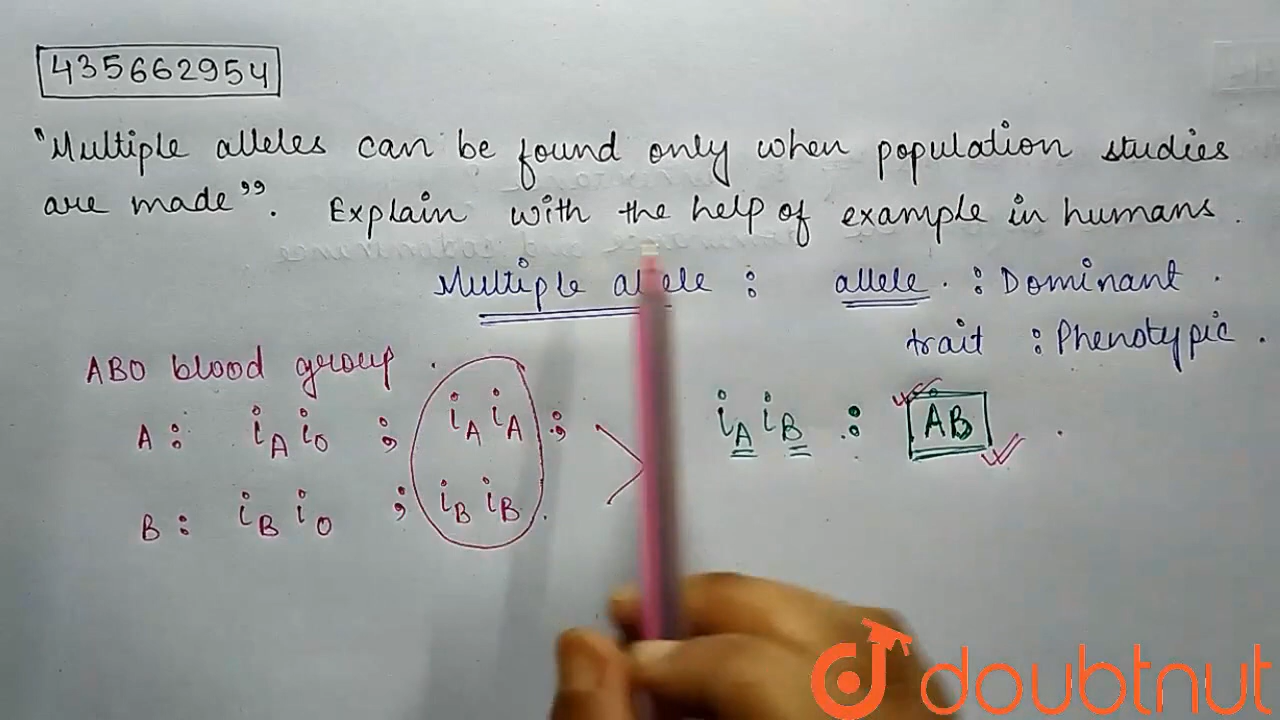 435662954
"Multiple alleles can be found only when population studies
are made". Explain with the help of example in humans.
Multiple allele : allele . : Dominant .
trait : Phenotypic .
ABO blood group .
A : iA iO ; iA iA ; iA iB : AB .
B : iB iO ; iB iB .
doubtnut